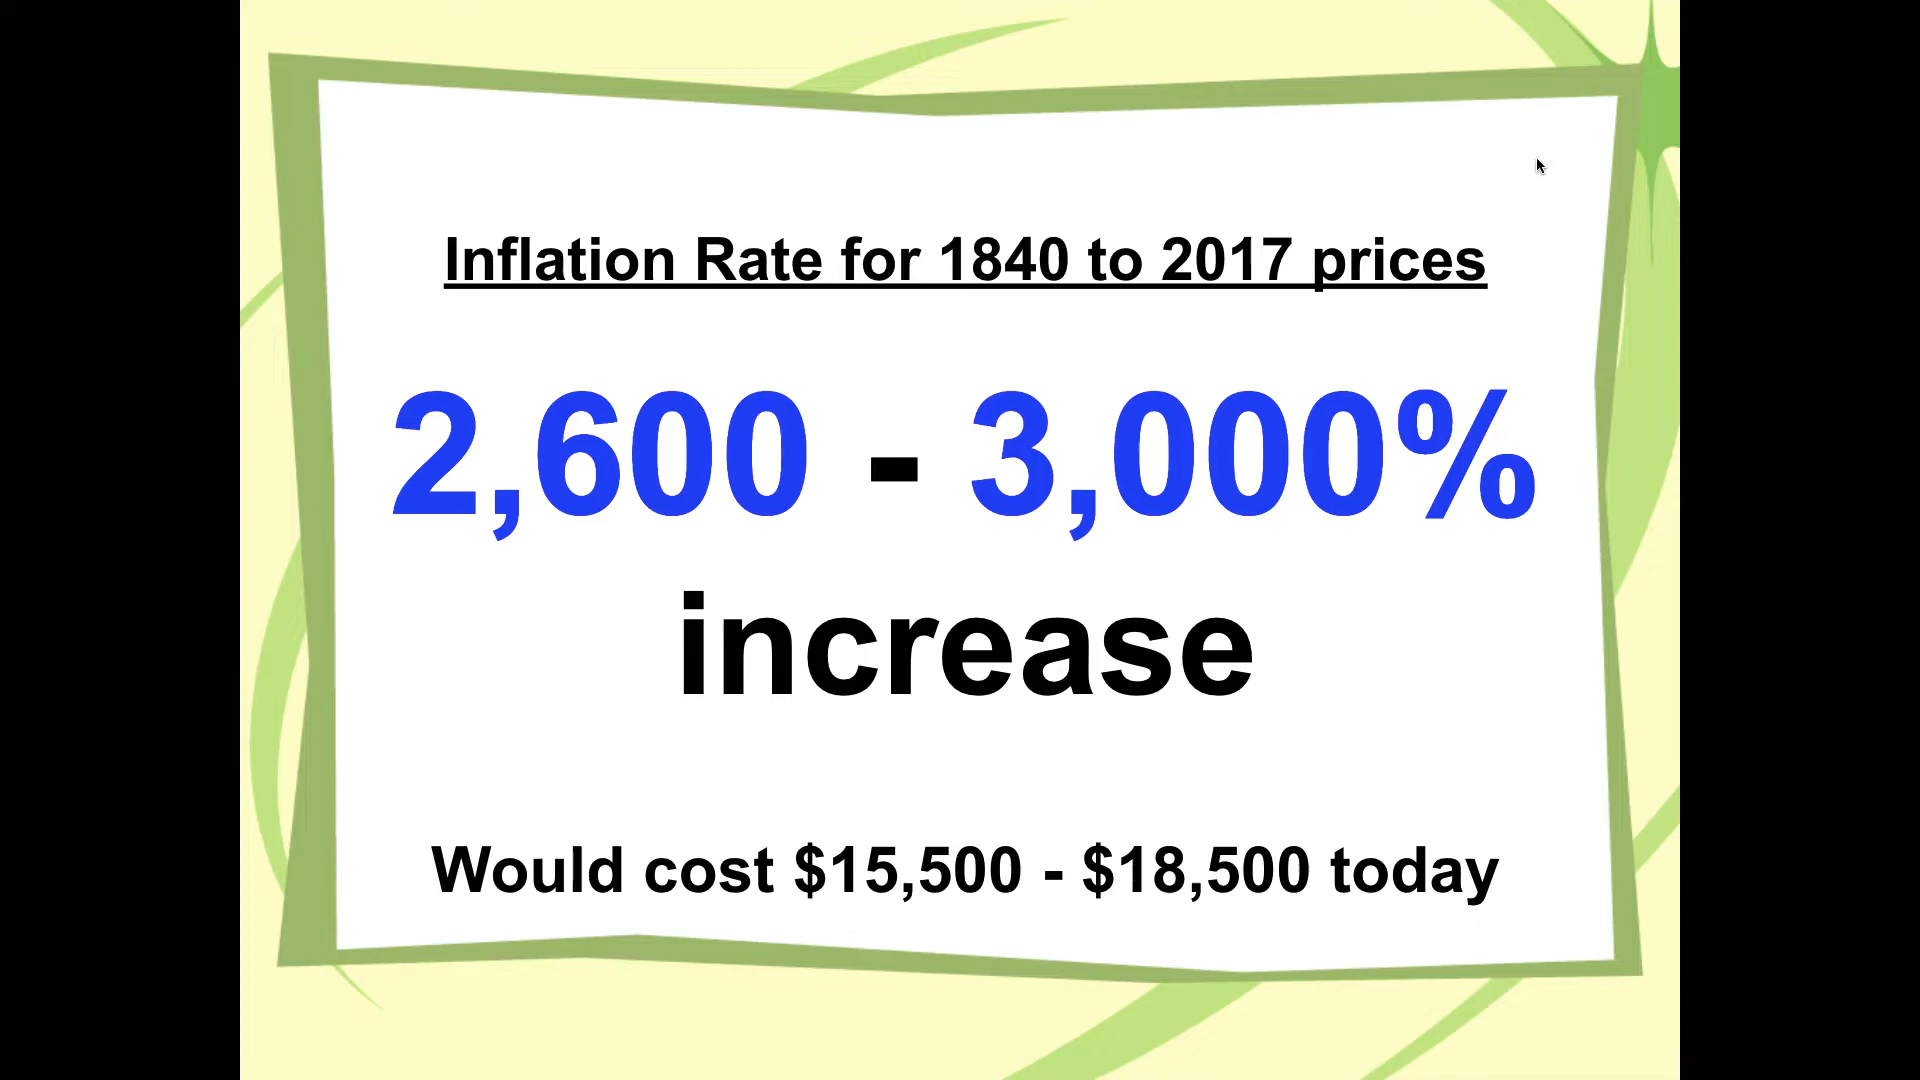 Inflation Rate for 1840 to 2017 prices
2,600 - 3,000%
increase
Would cost $15,500 - $18,500 today